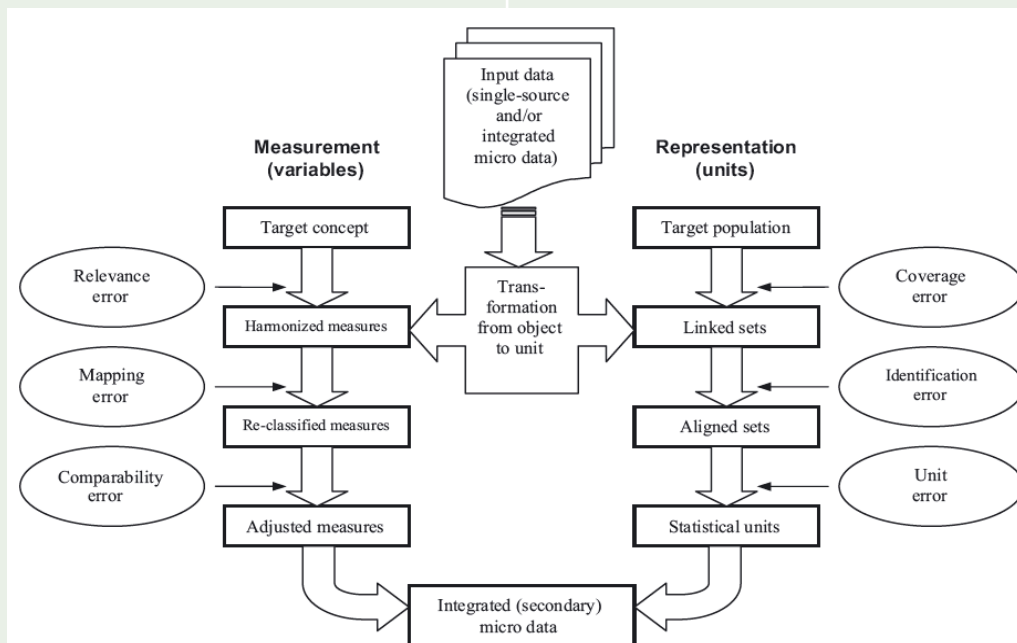 Input data
(single-source
and/or
integrated
micro data)
Measurement
(variables)
Representation
(units)
Target concept
Target population
Relevance
error
Coverage
error
Trans-
formation
from object
to unit
Harmonized measures
Linked sets
Mapping
error
Identification
error
Re-classified measures
Aligned sets
Comparability
error
Unit
error
Adjusted measures
Statistical units
Integrated (secondary)
micro data